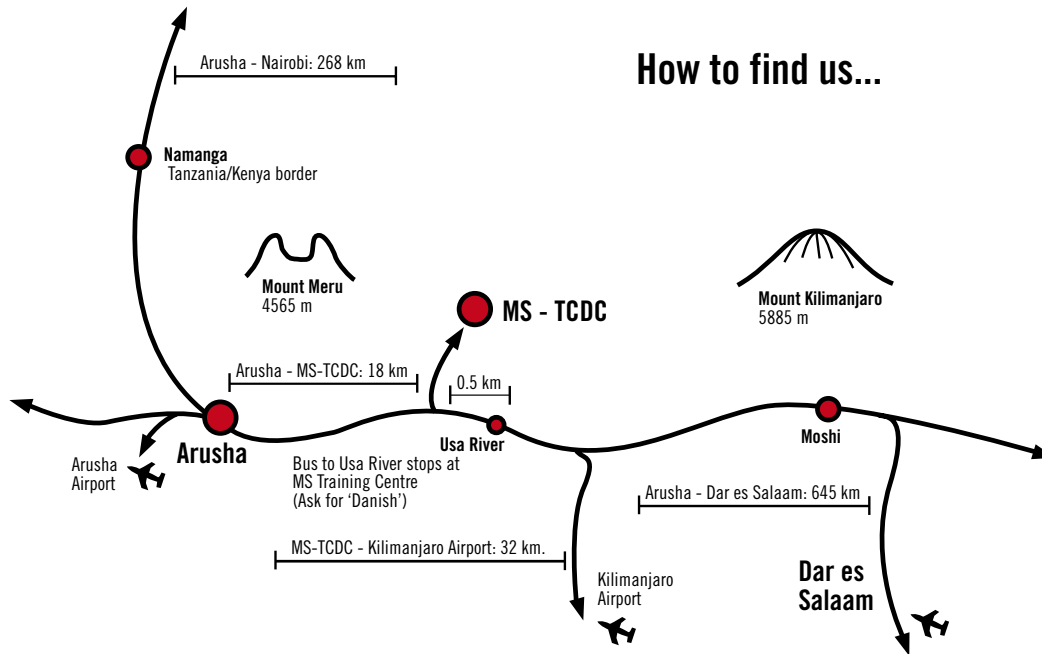 Arusha - Nairobi: 268 km
How to find us...
Namanga
Tanzania/Kenya border
Mount Meru
4565 m
Mount Kilimanjaro
5885 m
MS - TCDC
Arusha - MS-TCDC: 18 km
0.5 km
Arusha
Usa River
Moshi
Arusha
Airport
Bus to Usa River stops at
MS Training Centre
(Ask for ‘Danish’)
Arusha - Dar es Salaam: 645 km
MS-TCDC - Kilimanjaro Airport: 32 km.
Kilimanjaro
Airport
Dar es
Salaam